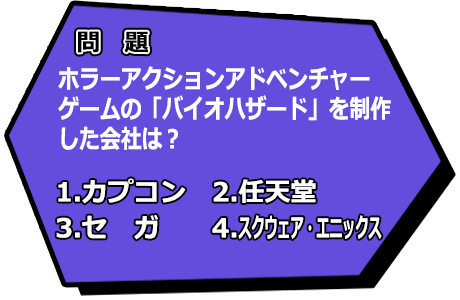 問　題
ホラーアクションアドベンチャー
ゲームの「バイオハザード」を制作
した会社は？
1.カプコン　2.任天堂
3.セ　ガ　4.スクウェア・エニックス